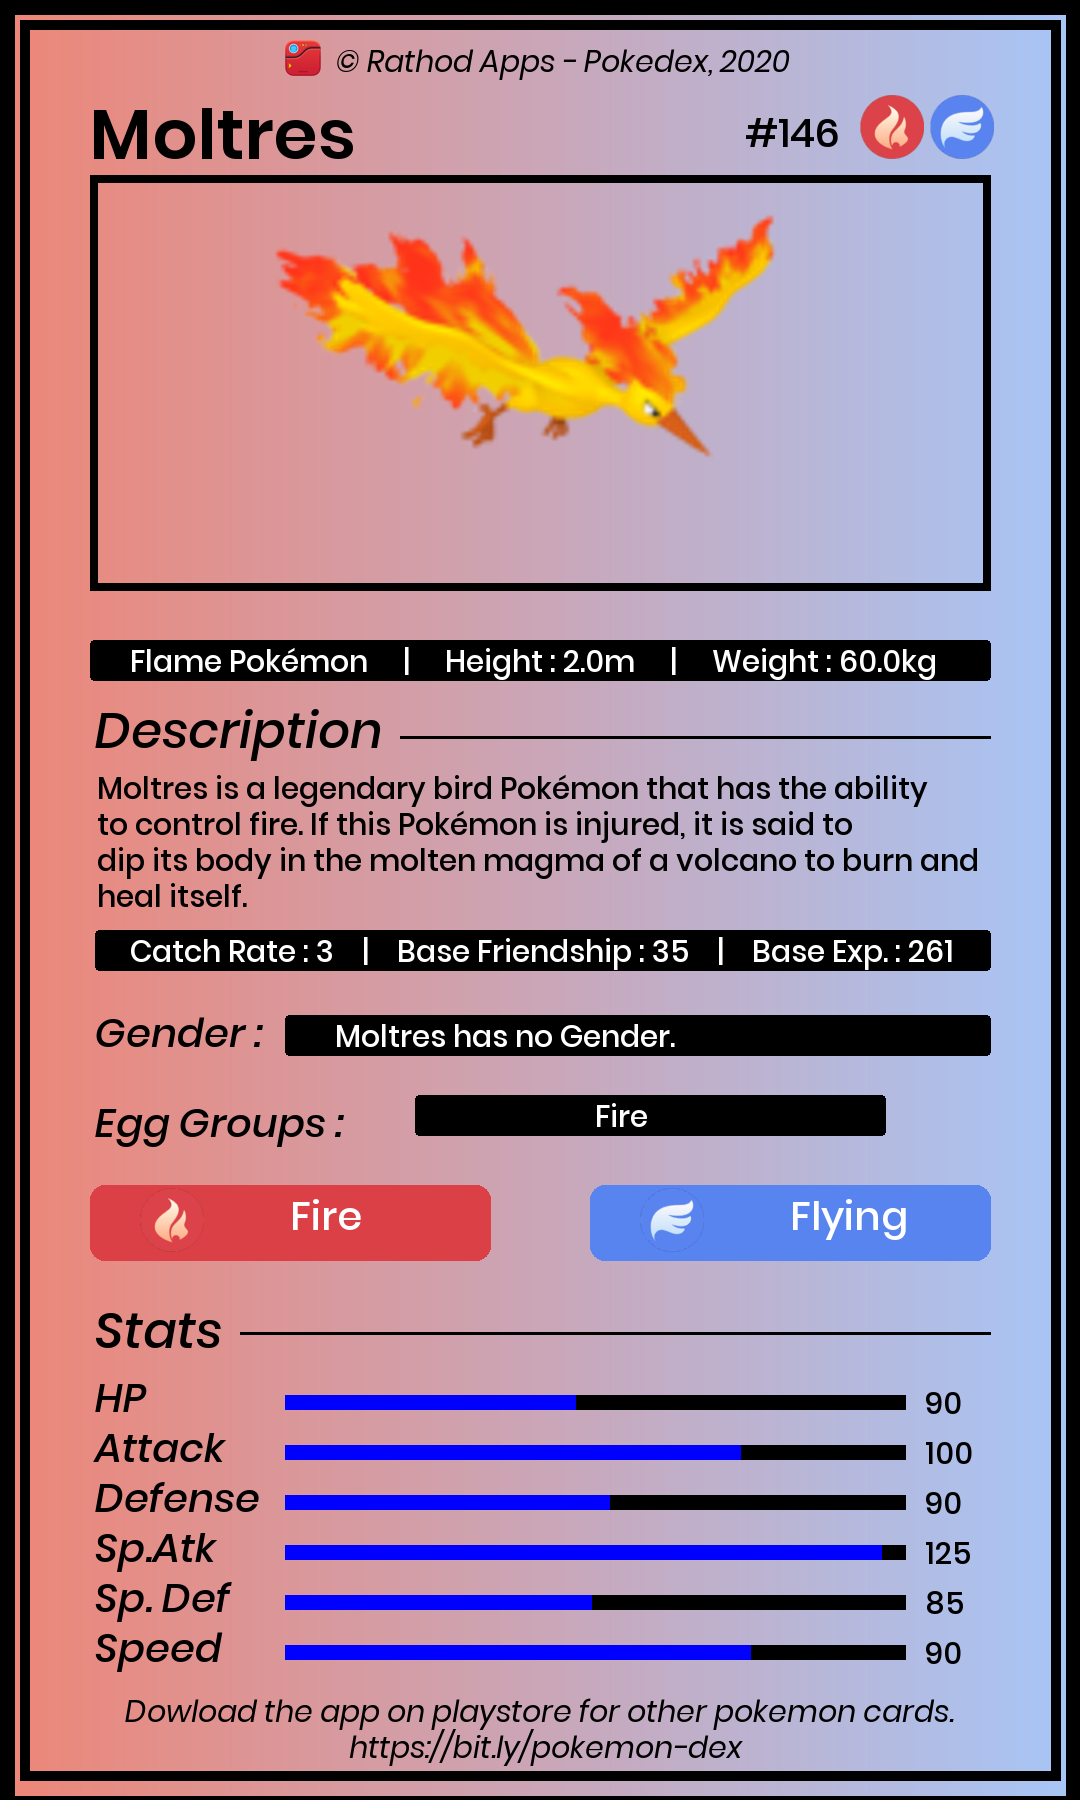 © Rathod Apps - Pokedex, 2020
Moltres
#146
Flame Pokémon | Height : 2.0m | Weight : 60.0kg
Description
Moltres is a legendary bird Pokémon that has the ability
to control fire. If this Pokémon is injured, it is said to
dip its body in the molten magma of a volcano to burn and
heal itself.
Catch Rate : 3 | Base Friendship : 35 | Base Exp. : 261
Gender : Moltres has no Gender.
Egg Groups : Fire
Fire Flying
Stats
HP 90
Attack 100
Defense 90
Sp.Atk 125
Sp. Def 85
Speed 90
Dowload the app on playstore for other pokemon cards.
https://bit.ly/pokemon-dex